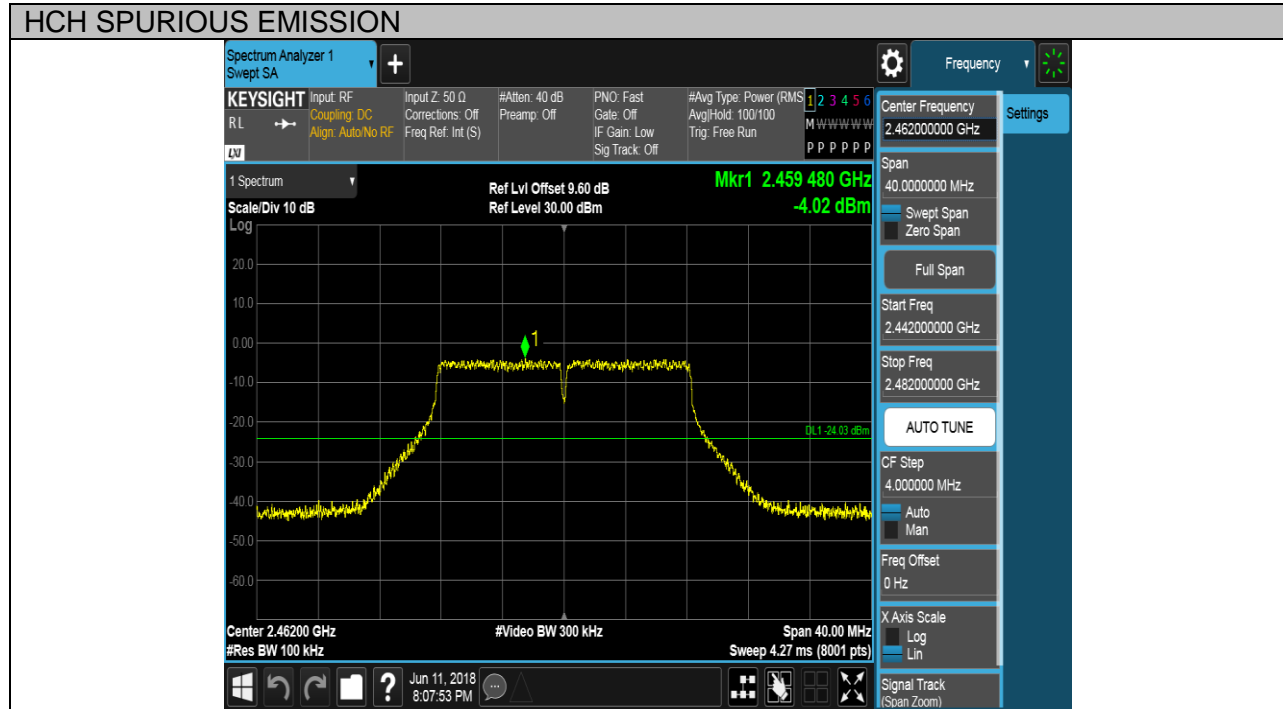 HCH SPURIOUS EMISSION
Spectrum Analyzer 1
Swept SA
+
Frequency
KEYSIGHT
RL
LXI
Input: RF
Coupling: DC
Align: Auto/No RF
Input Z: 50 Ω
Corrections: Off
Freq Ref: Int (S)
#Atten: 40 dB
Preamp: Off
PNO: Fast
Gate: Off
IF Gain: Low
Sig Track: Off
#Avg Type: Power (RMS
Avg|Hold: 100/100
Trig: Free Run
1 2 3 4 5 6
M W W W W W
P P P P P P
1 Spectrum
Scale/Div 10 dB
Ref Lvl Offset 9.60 dB
Ref Level 30.00 dBm
Mkr1 2.459 480 GHz
-4.02 dBm
Log
20.0
10.0
0.00
-10.0
-20.0
-30.0
-40.0
-50.0
-60.0
1
DL1 -24.03 dBm
Center 2.46200 GHz
#Res BW 100 kHz
#Video BW 300 kHz
Span 40.00 MHz
Sweep 4.27 ms (8001 pts)
?
Jun 11, 2018
8:07:53 PM
Center Frequency
2.462000000 GHz
Span
40.0000000 MHz
Swept Span
Zero Span
Full Span
Start Freq
2.442000000 GHz
Stop Freq
2.482000000 GHz
AUTO TUNE
CF Step
4.000000 MHz
Auto
Man
Freq Offset
0 Hz
X Axis Scale
Log
Lin
Signal Track
(Span Zoom)
Settings